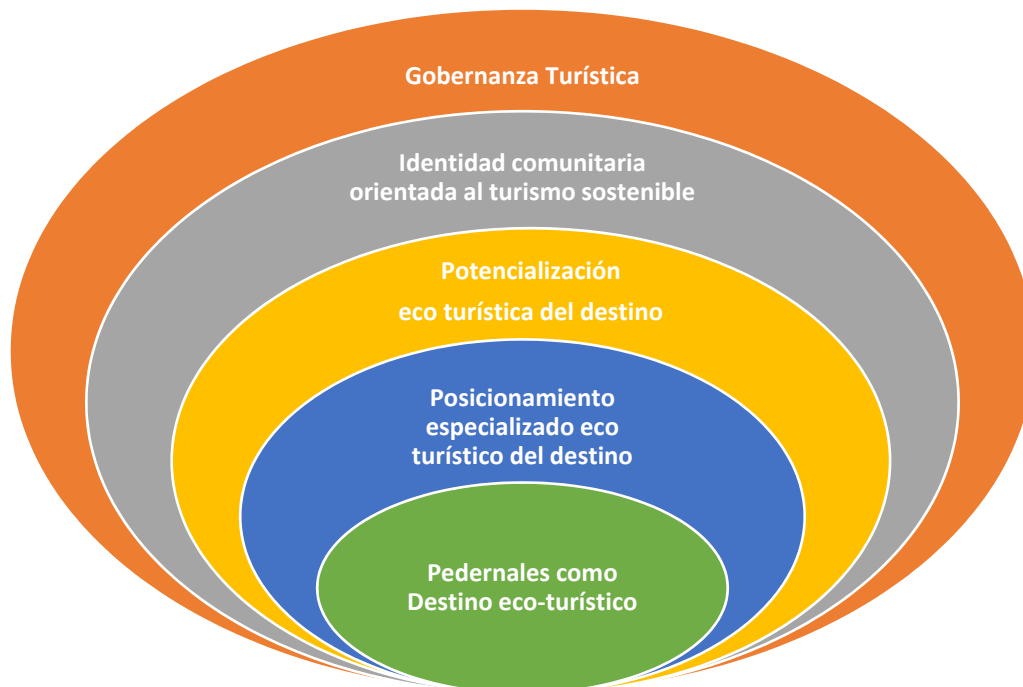 Gobernanza Turística
Identidad comunitaria
orientada al turismo sostenible
Potencialización
eco turística del destino
Posicionamiento
especializado eco
turístico del destino
Pedernales como
Destino eco-turístico